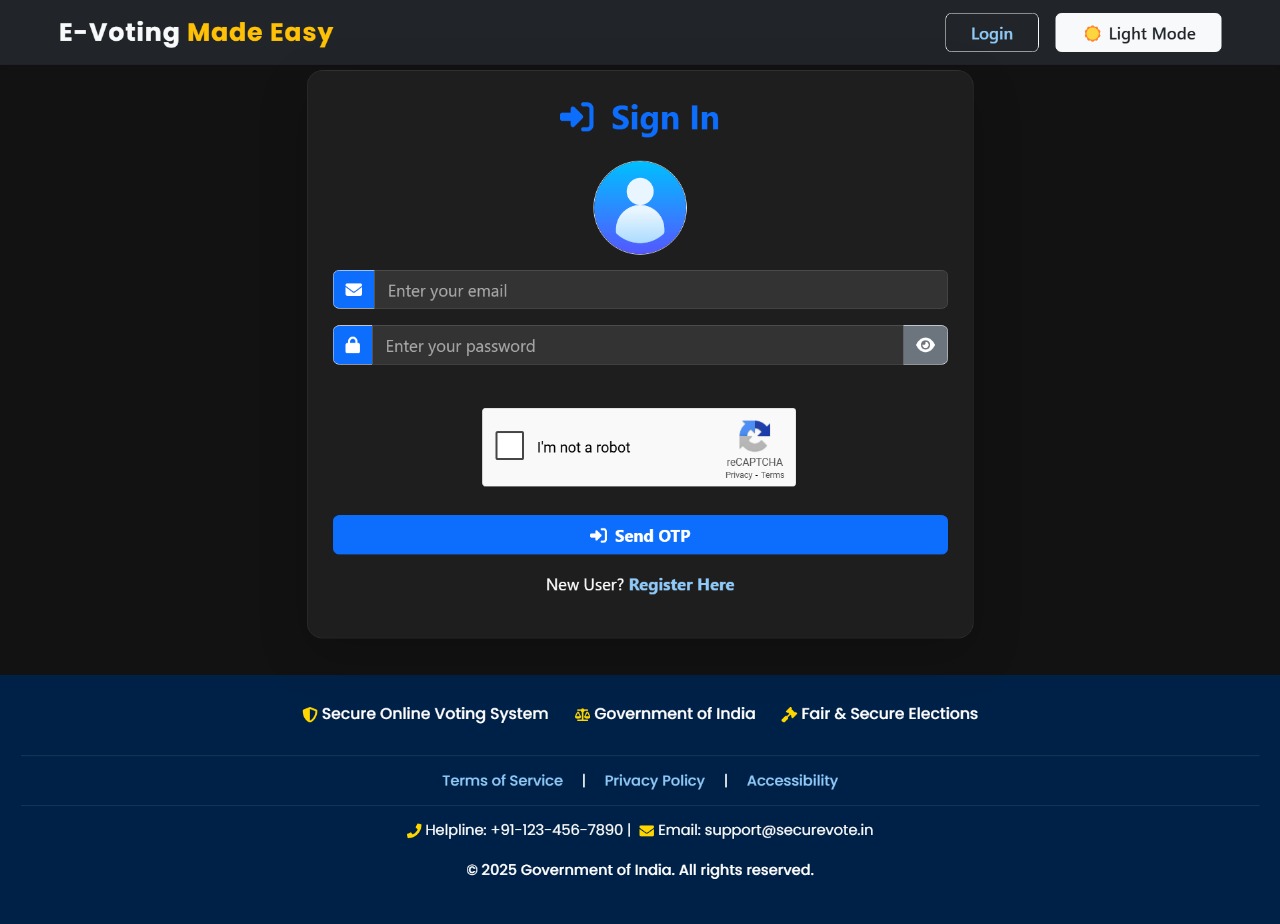 E-Voting Made Easy
Login
Light Mode
Sign In
Enter your email
Enter your password
I'm not a robot
reCAPTCHA
Privacy - Terms
Send OTP
New User? Register Here
Secure Online Voting System Government of India Fair & Secure Elections
Terms of Service | Privacy Policy | Accessibility
Helpline: +91-123-456-7890 | Email: support@securevote.in
© 2025 Government of India. All rights reserved.